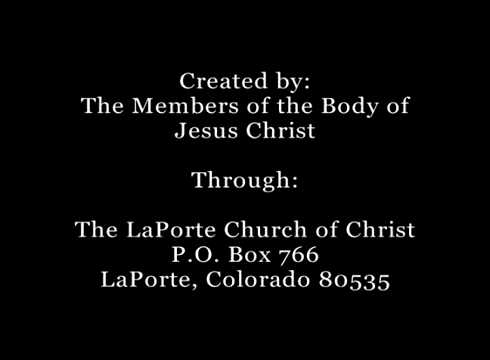 Created by:
The Members of the Body of
Jesus Christ
Through:
The LaPorte Church of Christ
P.O. Box 766
LaPorte, Colorado 80535